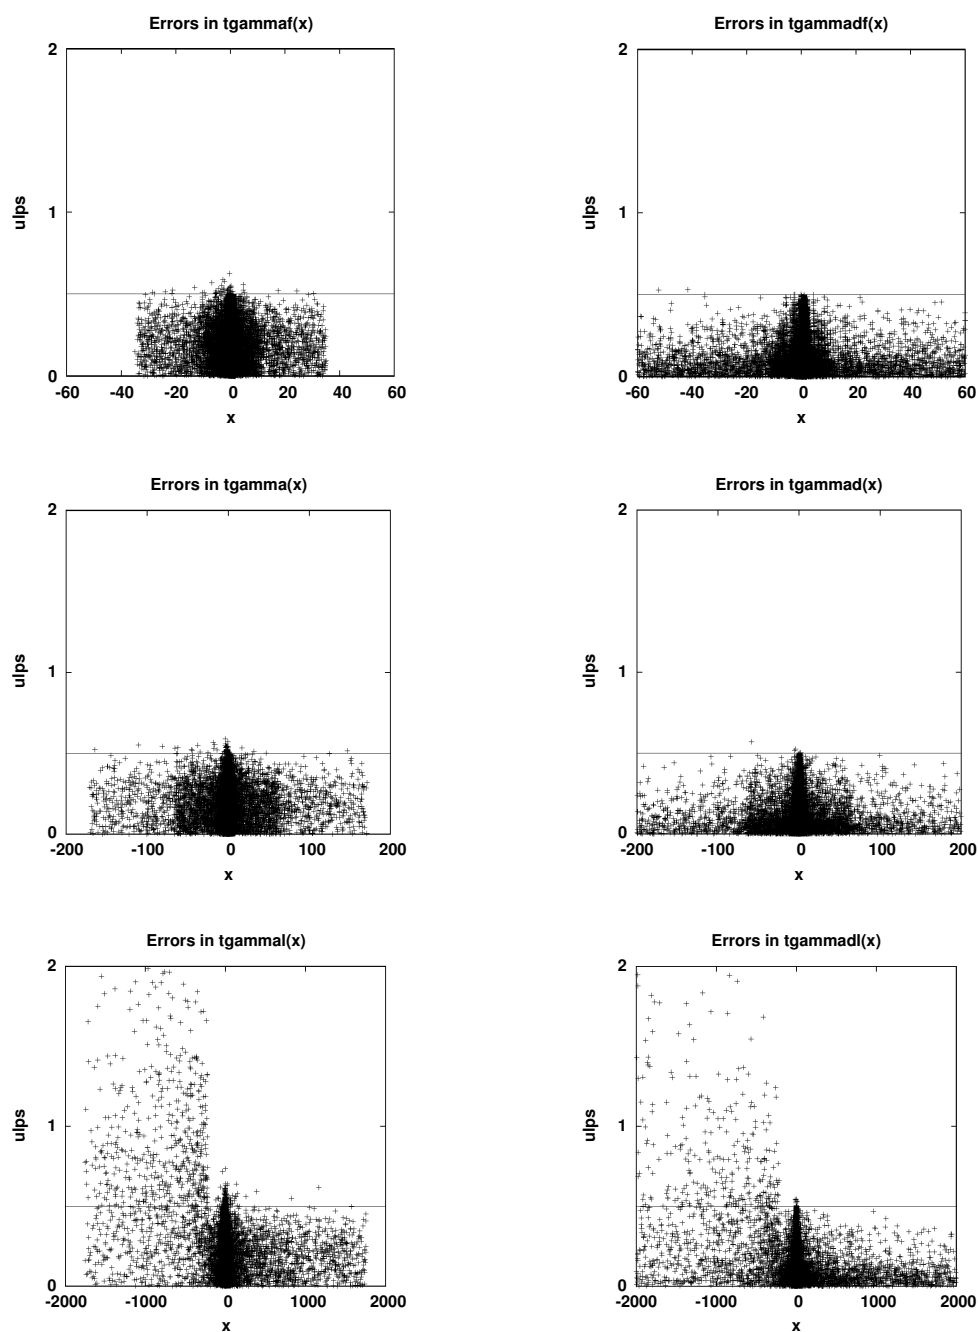 Errors in tgammaf(x)
2
1
0
ulps
-60 -40 -20 0 20 40 60
x
Errors in tgammadf(x)
2
1
0
ulps
-60 -40 -20 0 20 40 60
x
Errors in tgamma(x)
2
1
0
ulps
-200 -100 0 100 200
x
Errors in tgammad(x)
2
1
0
ulps
-200 -100 0 100 200
x
Errors in tgammal(x)
2
1
0
ulps
-2000 -1000 0 1000 2000
x
Errors in tgammadl(x)
2
1
0
ulps
-2000 -1000 0 1000 2000
x